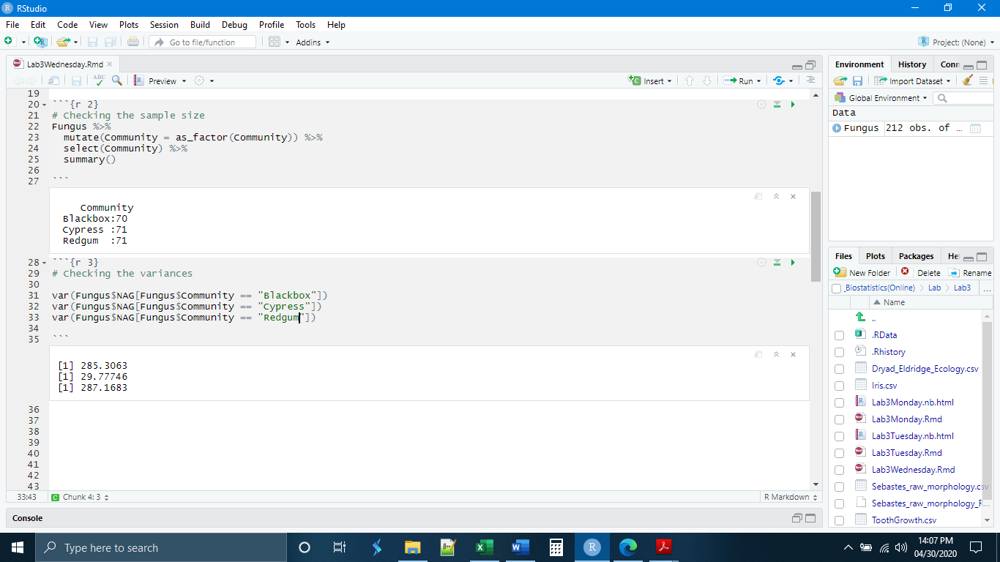 RStudio
File Edit Code View Plots Session Build Debug Profile Tools Help
Go to file/function Addins Project: (None)
Lab3Wednesday.Rmd
ABC Preview Insert Run
19
20 ```{r 2}
21 # Checking the sample size
22 Fungus %>%
23 mutate(Community = as_factor(Community)) %>%
24 select(Community) %>%
25 summary()
26
27 ```
Community
Blackbox:70
Cypress :71
Redgum :71
28 ```{r 3}
29 # Checking the variances
30
31 var(Fungus$NAG[Fungus$Community == "Blackbox"])
32 var(Fungus$NAG[Fungus$Community == "Cypress"])
33 var(Fungus$NAG[Fungus$Community == "Redgum"])
34
35 ```
[1] 285.3063
[1] 29.77746
[1] 287.1683
36
37
38
39
40
41
42
43
33:43 Chunk 4: 3 R Markdown
Console
Environment History Conn
Import Dataset
Global Environment
Data
Fungus 212 obs. of …
Files Plots Packages He
New Folder Delete Rename
Biostatistics(Online) Lab Lab3 ...
Name
..
.RData
.Rhistory
Dryad_Eldridge_Ecology.csv
Iris.csv
Lab3Monday.nb.html
Lab3Monday.Rmd
Lab3Tuesday.nb.html
Lab3Tuesday.Rmd
Lab3Wednesday.Rmd
Sebastes_raw_morphology.csv
Sebastes_raw_morphology_F...
ToothGrowth.csv
Type here to search
14:07 PM
04/30/2020